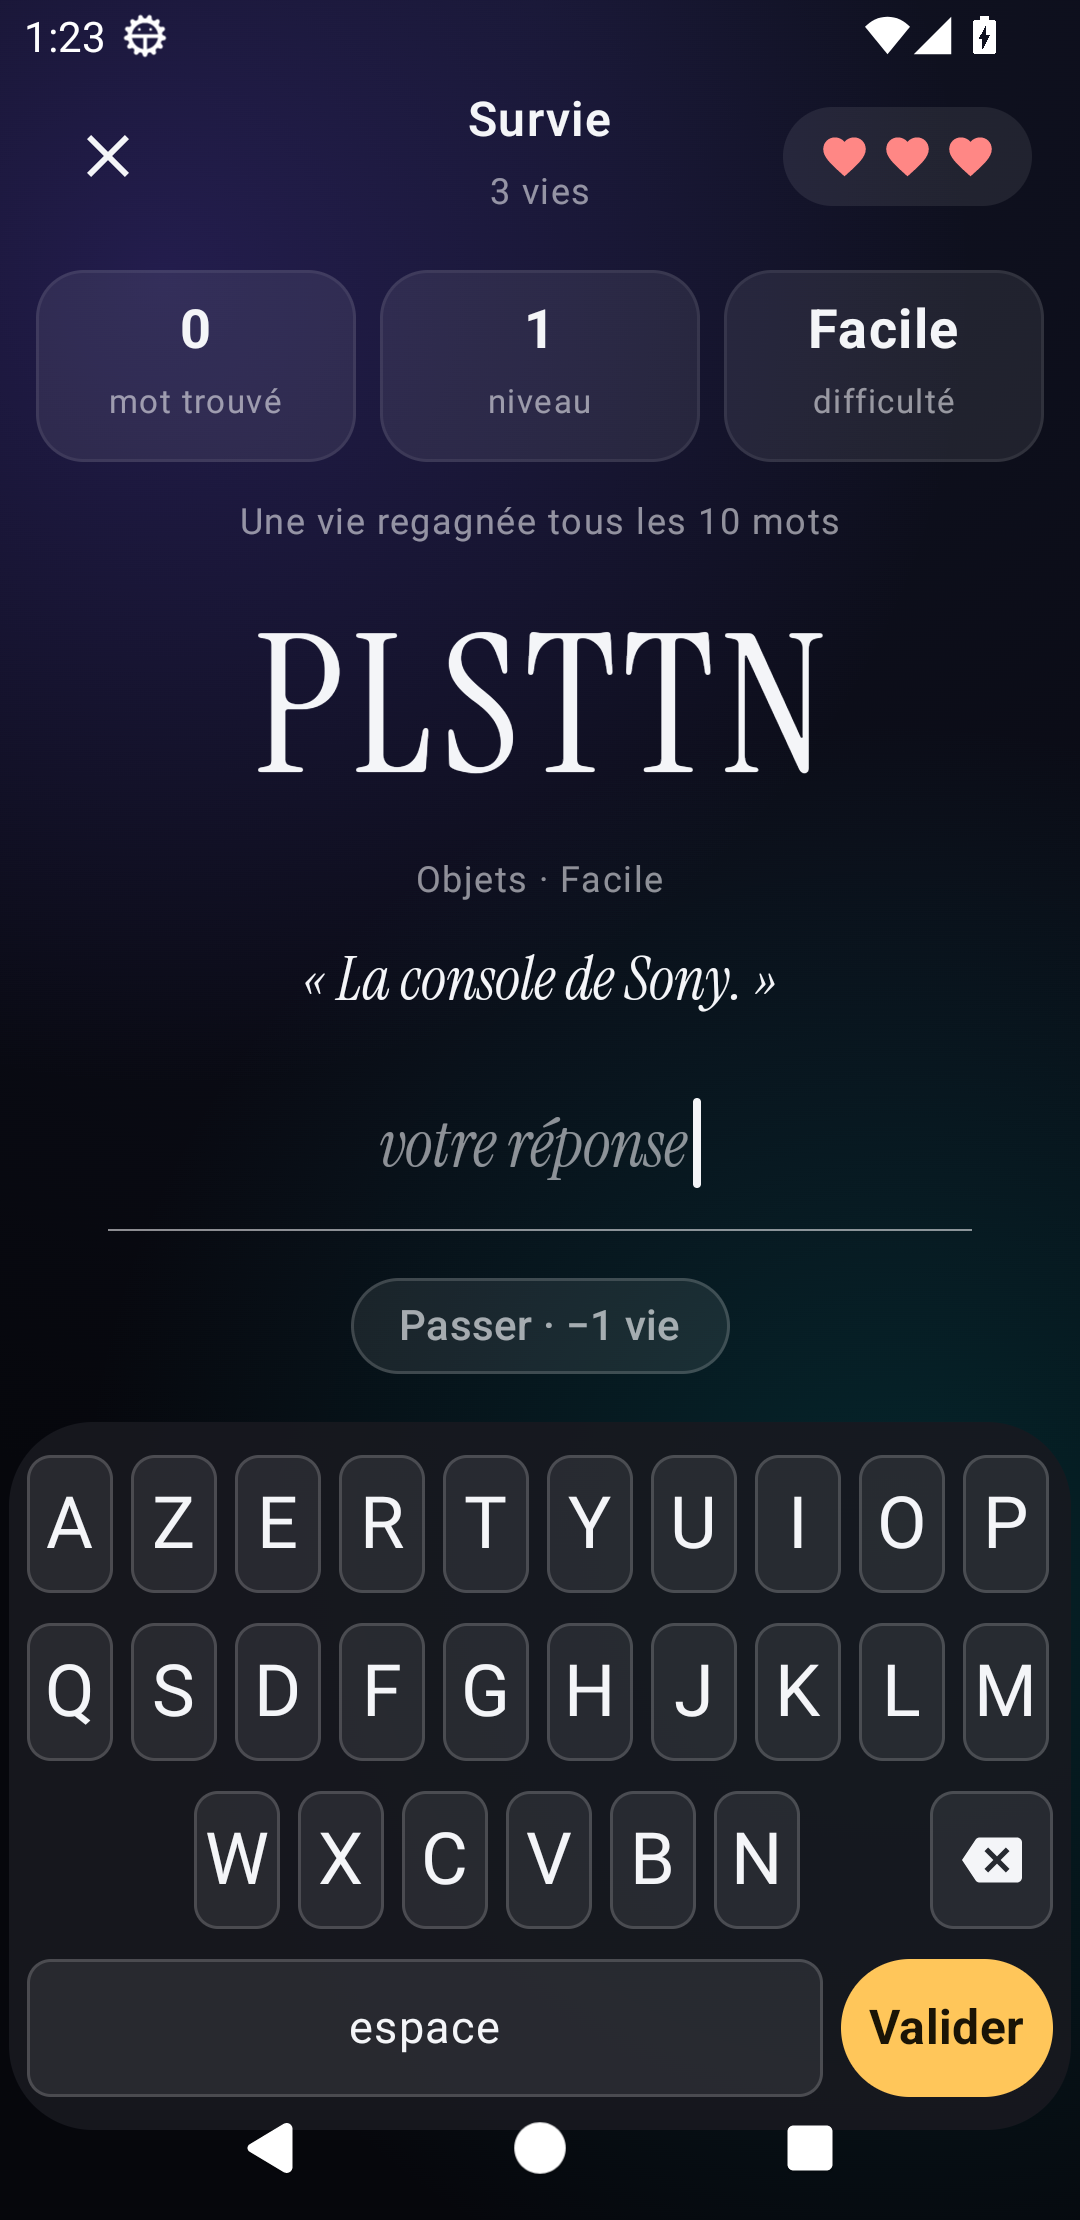 1:23
Survie
3 vies
0
mot trouvé
1
niveau
Facile
difficulté
Une vie regagnée tous les 10 mots
PLSTTN
Objets · Facile
« La console de Sony. »
votre réponse
Passer · −1 vie
A Z E R T Y U I O P
Q S D F G H J K L M
W X C V B N
espace
Valider